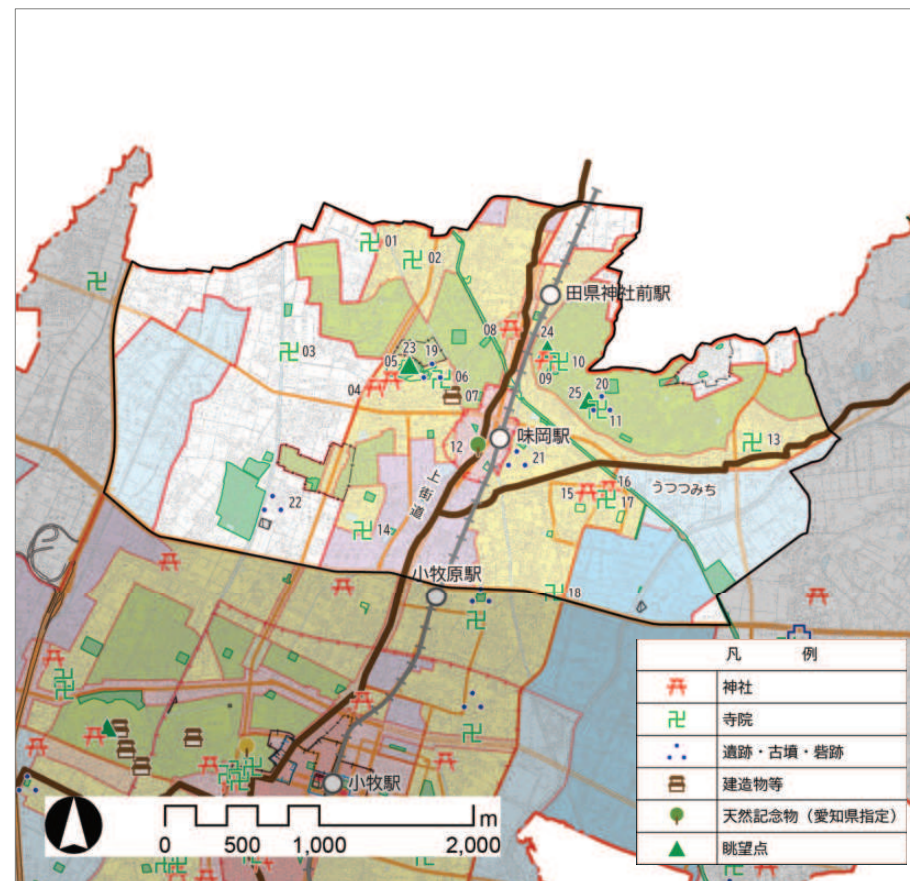 01
02
田県神社前駅
03
08
24
23
19
05
10
09
06
04
07
20
25
11
味岡駅
12
13
21
上街道
うつつみち
16
15
22
17
14
小牧原駅
18
小牧駅
凡 例
神社
寺院
遺跡・古墳・砦跡
建造物等
天然記念物（愛知県指定）
眺望点
m
0 500 1,000 2,000